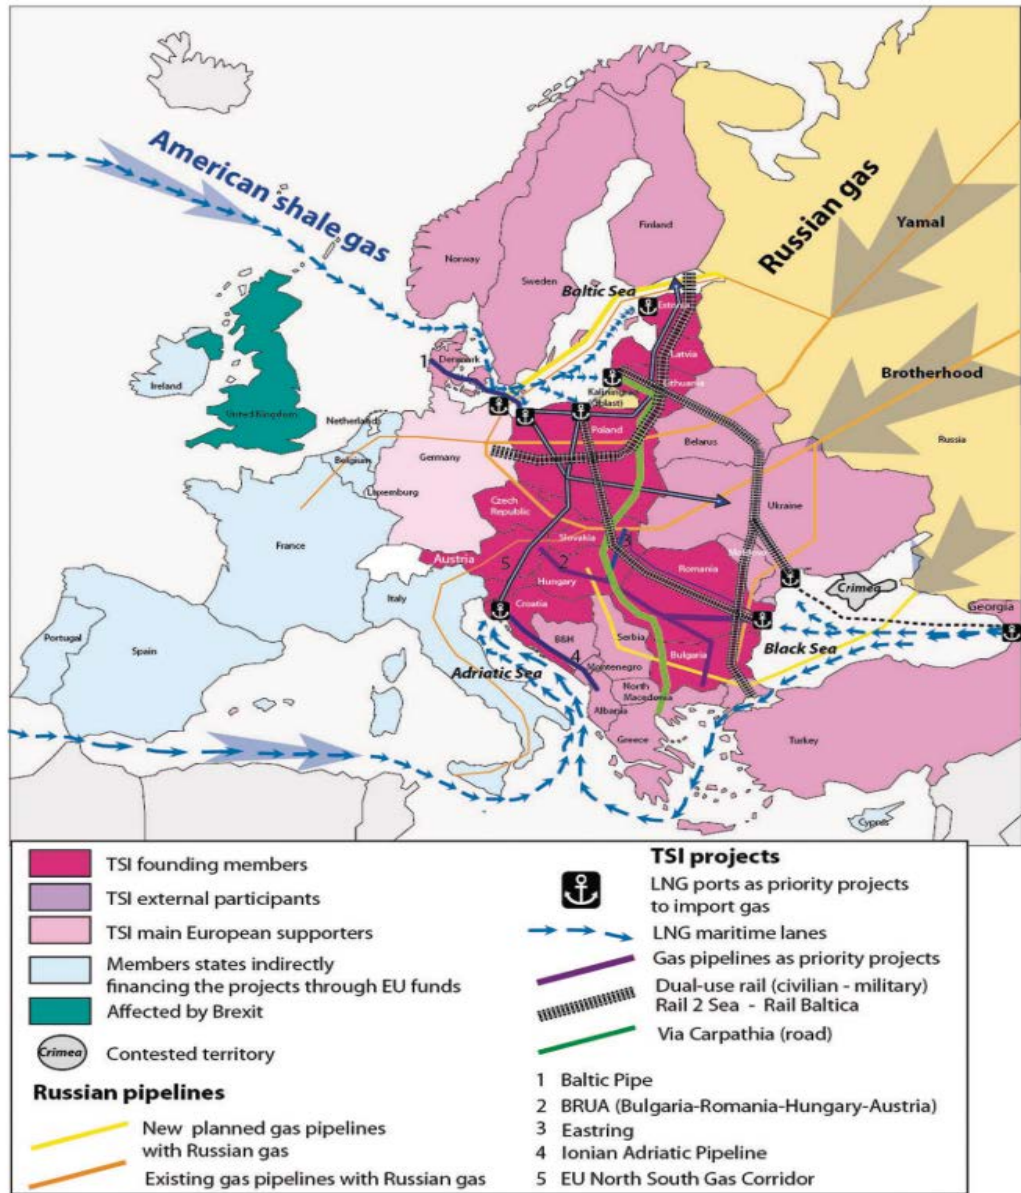 American shale gas
Russian gas
Yamal
Brotherhood
Russia
Finland
Norway
Sweden
Baltic Sea
Estonia
Latvia
Lithuania
1
Denmark
Kaliningrad
(Oblast)
Ireland
United Kingdom
Netherlands
Belgium
Luxemburg
Germany
Poland
Belarus
Ukraine
Czech
Republic
Slovakia
Moldova
France
Austria
5
2
3
Hungary
Romania
Crimea
Georgia
Italy
Croatia
B&H
Serbia
Black Sea
Portugal
Spain
Adriatic Sea
4
Montenegro
Bulgaria
North
Macedonia
Albania
Greece
Turkey
Cyprus
TSI founding members
TSI external participants
TSI main European supporters
Members states indirectly
financing the projects through EU funds
Affected by Brexit
Crimea
Contested territory
Russian pipelines
New planned gas pipelines
with Russian gas
Existing gas pipelines with Russian gas
TSI projects
LNG ports as priority projects
to import gas
LNG maritime lanes
Gas pipelines as priority projects
Dual-use rail (civilian - military)
Rail 2 Sea - Rail Baltica
Via Carpathia (road)
1 Baltic Pipe
2 BRUA (Bulgaria-Romania-Hungary-Austria)
3 Eastring
4 Ionian Adriatic Pipeline
5 EU North South Gas Corridor